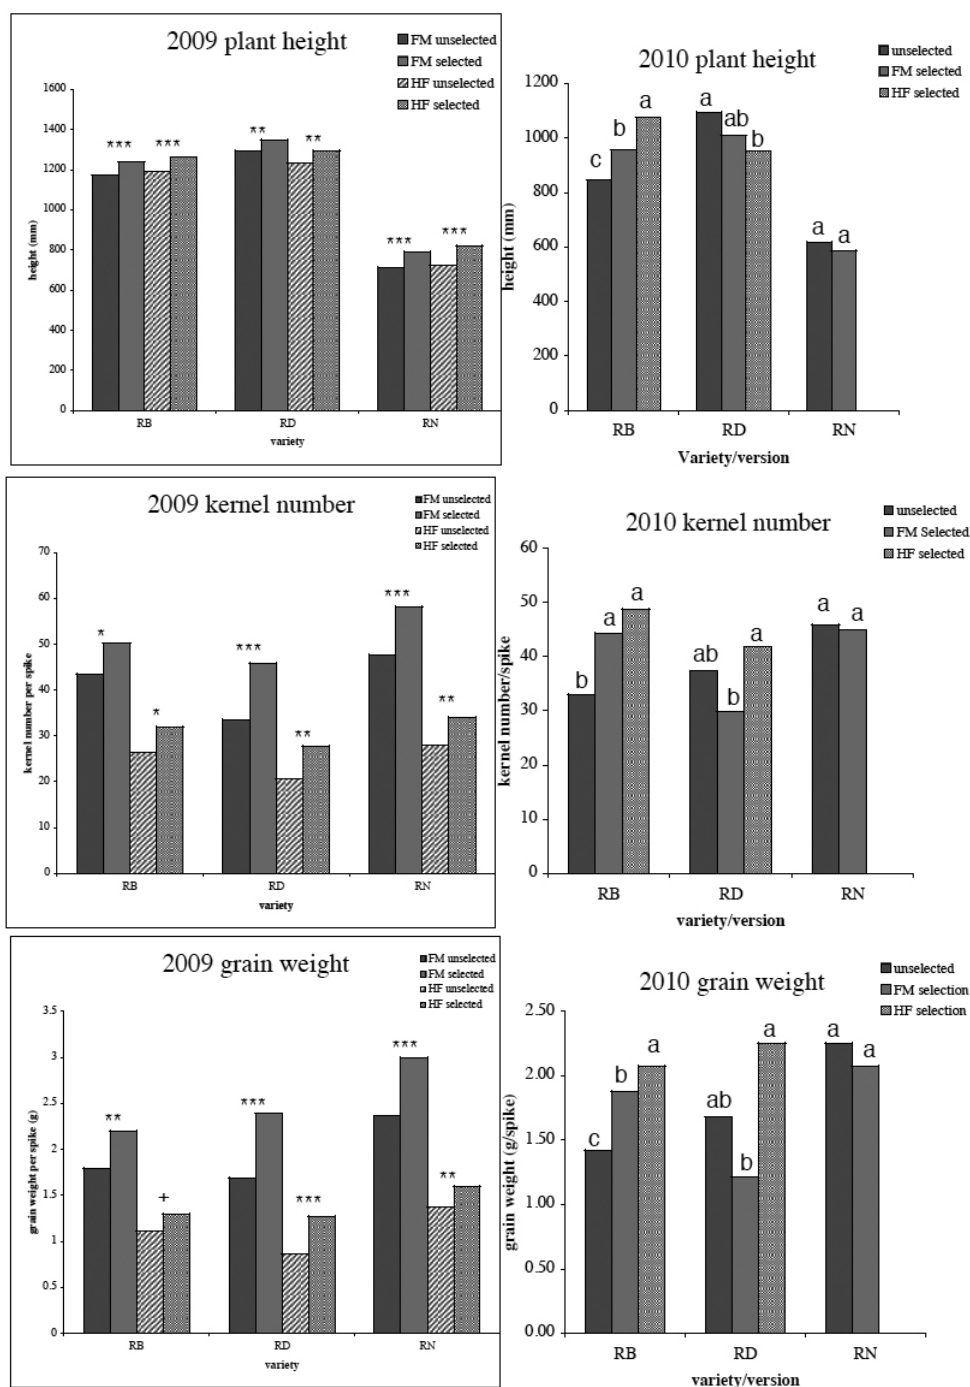 2009 plant height
FM unselected
FM selected
HF unselected
HF selected
1600
1400
1200
1000
800
600
400
200
0
height (mm)
*** ***
** **
*** ***
RB RD RN
variety
2010 plant height
unselected
FM selected
HF selected
1200
1000
800
600
400
200
0
height (mm)
c b a
a ab b
a a
RB RD RN
Variety/version
2009 kernel number
FM unselected
FM selected
HF unselected
HF selected
70
60
50
40
30
20
10
0
kernel number per spike
* *
*** **
*** **
RB RD RN
variety
2010 kernel number
unselected
FM Selected
HF selected
60
50
40
30
20
10
0
kernel number/spike
b a a
ab b a
a a
RB RD RN
variety/version
2009 grain weight
FM unselected
FM selected
HF unselected
HF selected
3.5
3
2.5
2
1.5
1
0.5
0
grain weight per spike (g)
** +
*** ***
*** **
RB RD RN
variety
2010 grain weight
unselected
FM selection
HF selection
2.50
2.00
1.50
1.00
0.50
0.00
grain weight (g/spike)
c b a
ab b a
a a
RB RD RN
variety/version